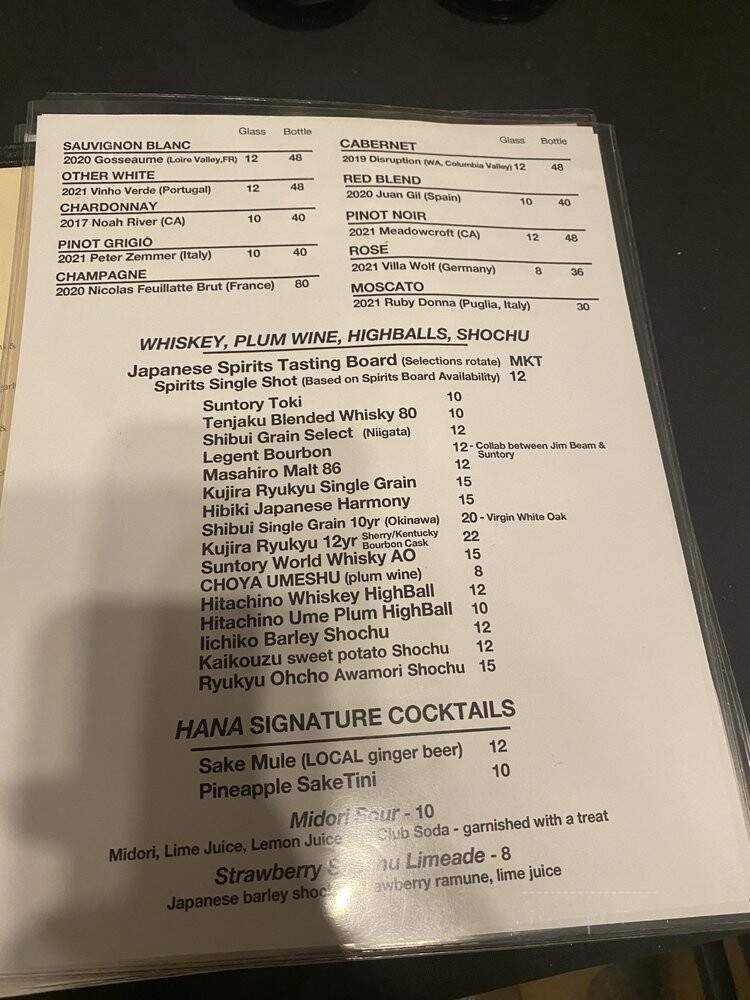 Glass Bottle
SAUVIGNON BLANC
2020 Gosseaume (Loire Valley,FR) 12 48
OTHER WHITE
2021 Vinho Verde (Portugal) 12 48
CHARDONNAY
2017 Noah River (CA) 10 40
PINOT GRIGIO
2021 Peter Zemmer (Italy) 10 40
CHAMPAGNE
2020 Nicolas Feuillatte Brut (France) 80
Glass Bottle
CABERNET
2019 Disruption (WA, Columbia Valley) 12 48
RED BLEND
2020 Juan Gil (Spain) 10 40
PINOT NOIR
2021 Meadowcroft (CA) 12 48
ROSE
2021 Villa Wolf (Germany) 8 36
MOSCATO
2021 Ruby Donna (Puglia, Italy) 30
WHISKEY, PLUM WINE, HIGHBALLS, SHOCHU
Japanese Spirits Tasting Board (Selections rotate) MKT
Spirits Single Shot (Based on Spirits Board Availability) 12
Suntory Toki 10
Tenjaku Blended Whisky 80 10
Shibui Grain Select (Niigata) 12
Legent Bourbon 12 - Collab between Jim Beam &
Suntory
Masahiro Malt 86 12
Kujira Ryukyu Single Grain 15
Hibiki Japanese Harmony 15
Shibui Single Grain 10yr (Okinawa) 20 - Virgin White Oak
Kujira Ryukyu 12yr Sherry/Kentucky Bourbon Cask 22
Suntory World Whisky AO 15
CHOYA UMESHU (plum wine) 8
Hitachino Whiskey HighBall 12
Hitachino Ume Plum HighBall 10
Iichiko Barley Shochu 12
Kaikouzu sweet potato Shochu 12
Ryukyu Ohcho Awamori Shochu 15
HANA SIGNATURE COCKTAILS
Sake Mule (LOCAL ginger beer) 12
Pineapple SakeTini 10
Midori Sour - 10
Midori, Lime Juice, Lemon Juice Club Soda - garnished with a treat
Strawberry Limeade - 8
Japanese barley lime juice